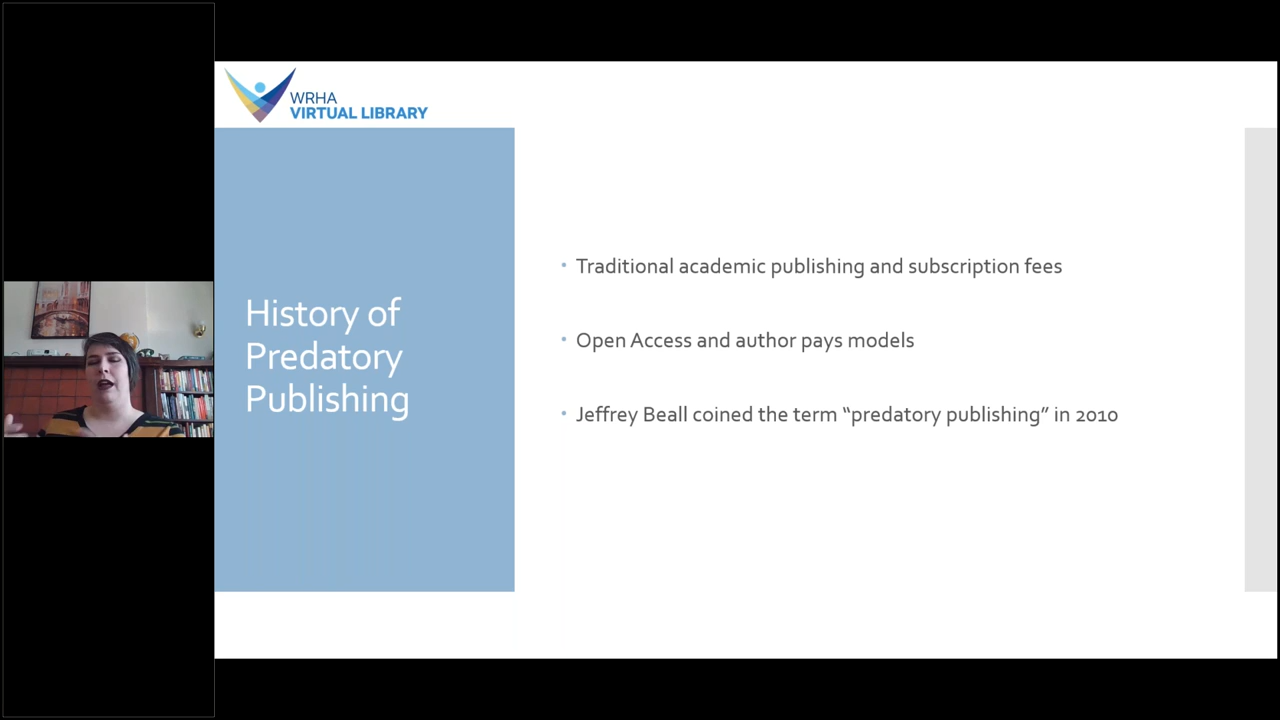 WRHA
VIRTUAL LIBRARY
History of
Predatory
Publishing
• Traditional academic publishing and subscription fees
• Open Access and author pays models
• Jeffrey Beall coined the term “predatory publishing” in 2010